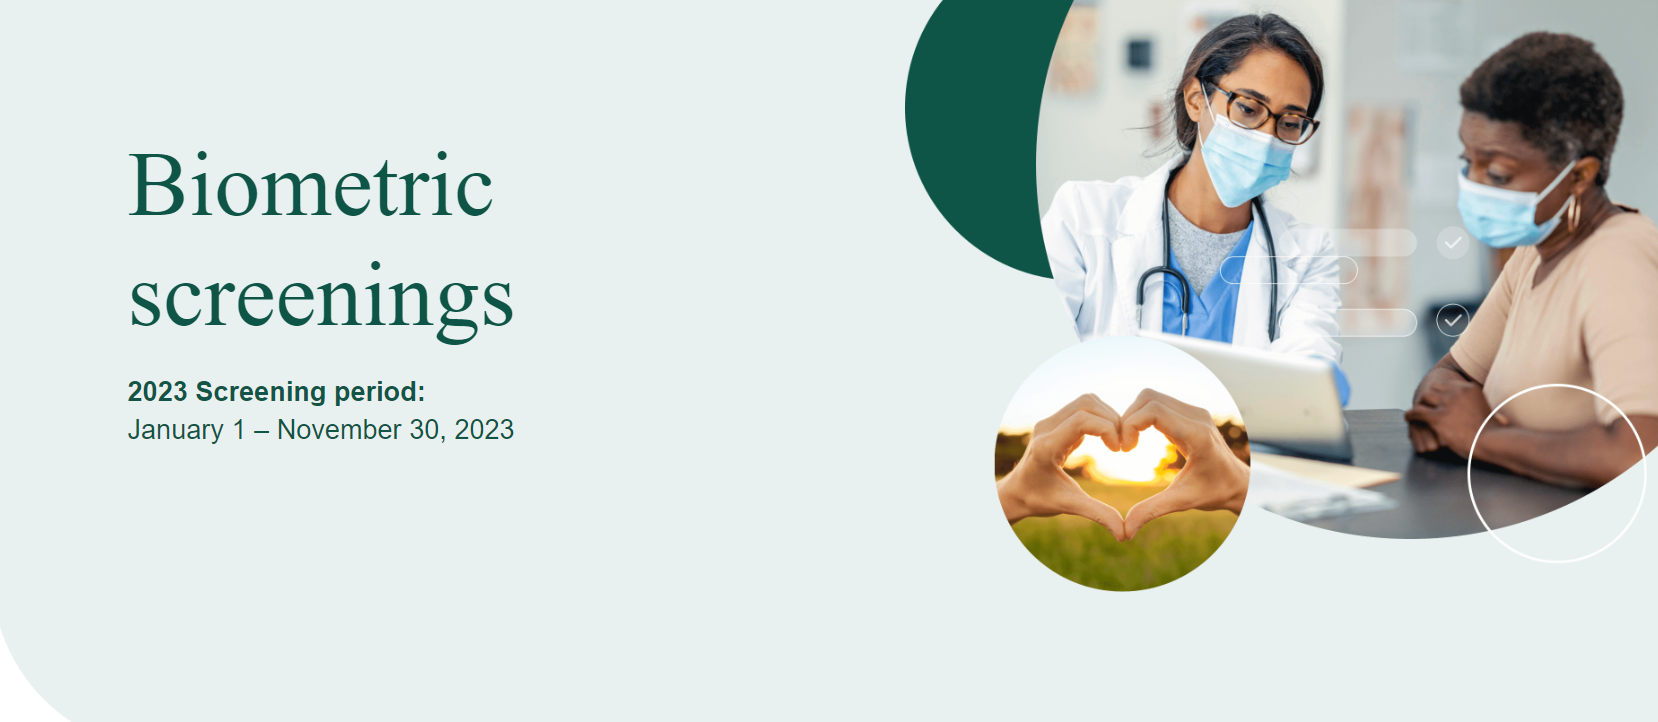 Biometric
screenings
2023 Screening period:
January 1 – November 30, 2023